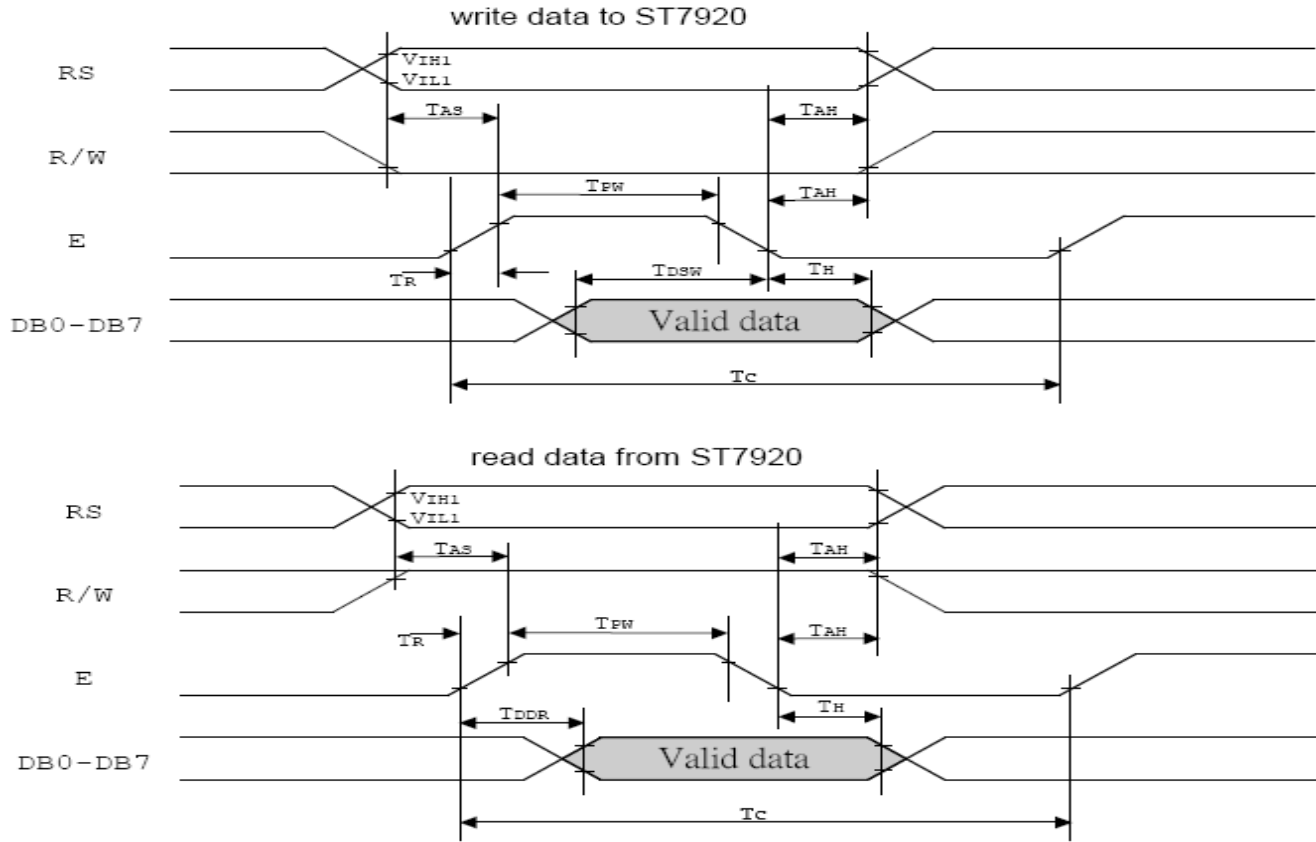 write data to ST7920
RS
VIH1
VIL1
TAS
TAH
R/W
TPW
TAH
E
TR
TDSW
TH
DB0-DB7
Valid data
TC
read data from ST7920
RS
VIH1
VIL1
TAS
TAH
R/W
TR
TPW
TAH
E
TDDR
TH
DB0-DB7
Valid data
TC